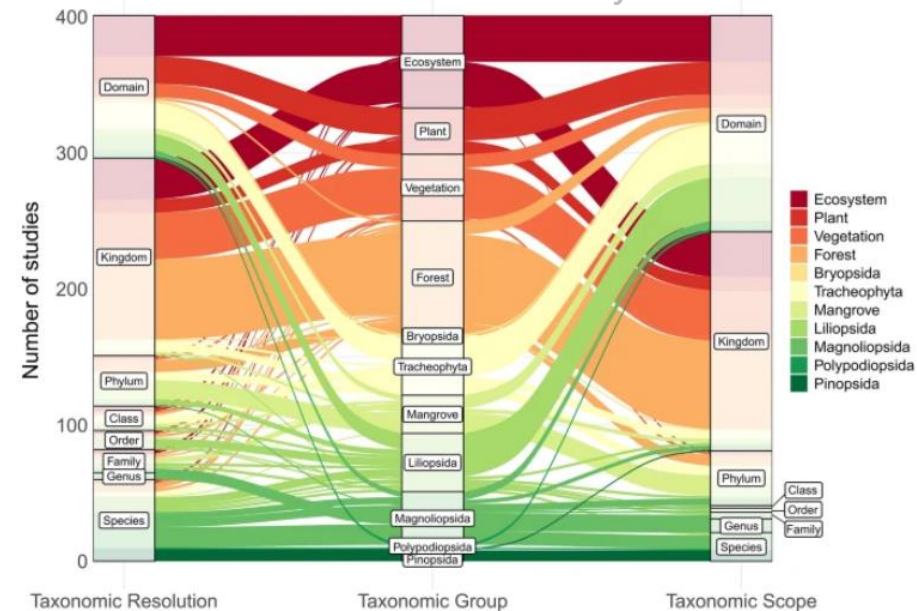 400
300
200
100
0
Number of studies
Domain
Kingdom
Phylum
Class
Order
Family
Genus
Species
Ecosystem
Plant
Vegetation
Forest
Bryopsida
Tracheophyta
Mangrove
Liliopsida
Magnoliopsida
Polypodiopsida
Pinopsida
Domain
Kingdom
Phylum
Class
Order
Genus
Family
Species
Ecosystem
Plant
Vegetation
Forest
Bryopsida
Tracheophyta
Mangrove
Liliopsida
Magnoliopsida
Polypodiopsida
Pinopsida
Taxonomic Resolution
Taxonomic Group
Taxonomic Scope